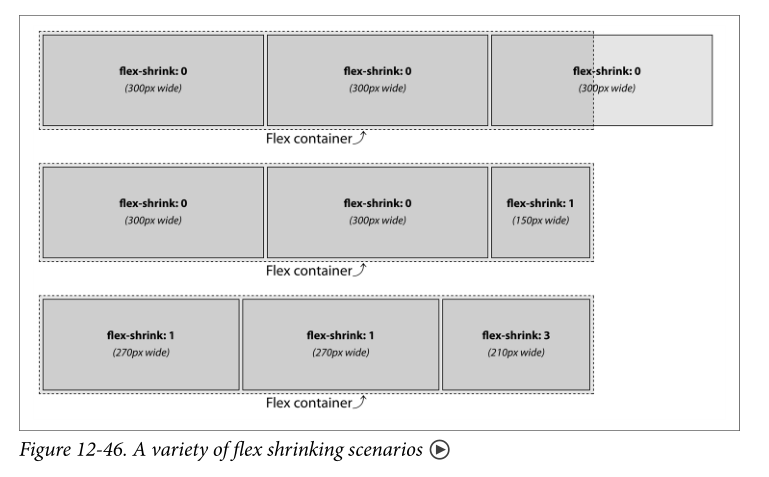 flex-shrink: 0 flex-shrink: 0 flex-shrink: 0
(300px wide) (300px wide) (300px wide)
Flex container
flex-shrink: 0 flex-shrink: 0 flex-shrink: 1
(300px wide) (300px wide) (150px wide)
Flex container
flex-shrink: 1 flex-shrink: 1 flex-shrink: 3
(270px wide) (270px wide) (210px wide)
Flex container
Figure 12-46. A variety of flex shrinking scenarios